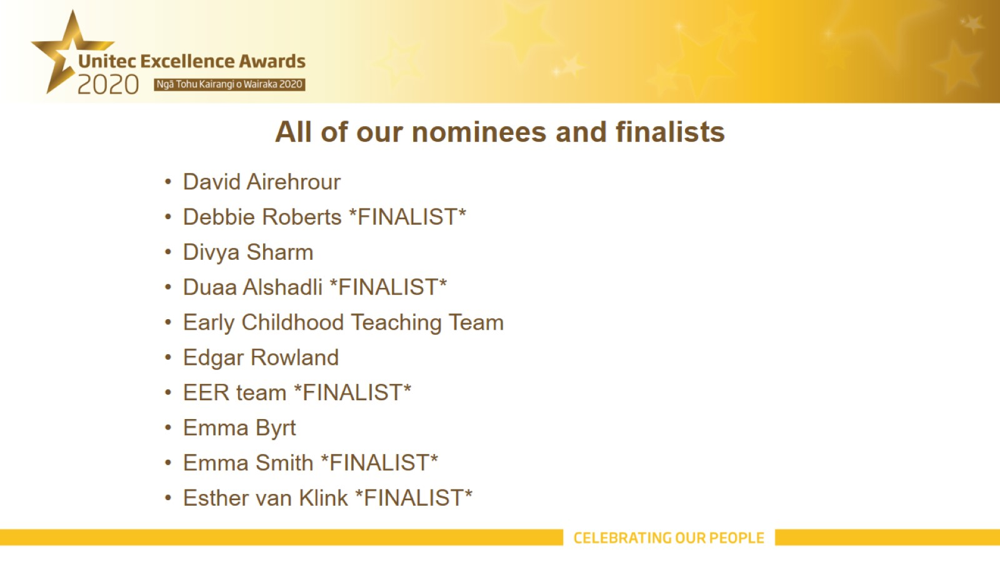 Unitec Excellence Awards
2020 Ngā Tohu Kairangi o Wairaka 2020
All of our nominees and finalists
• David Airehrour
• Debbie Roberts *FINALIST*
• Divya Sharm
• Duaa Alshadli *FINALIST*
• Early Childhood Teaching Team
• Edgar Rowland
• EER team *FINALIST*
• Emma Byrt
• Emma Smith *FINALIST*
• Esther van Klink *FINALIST*
CELEBRATING OUR PEOPLE